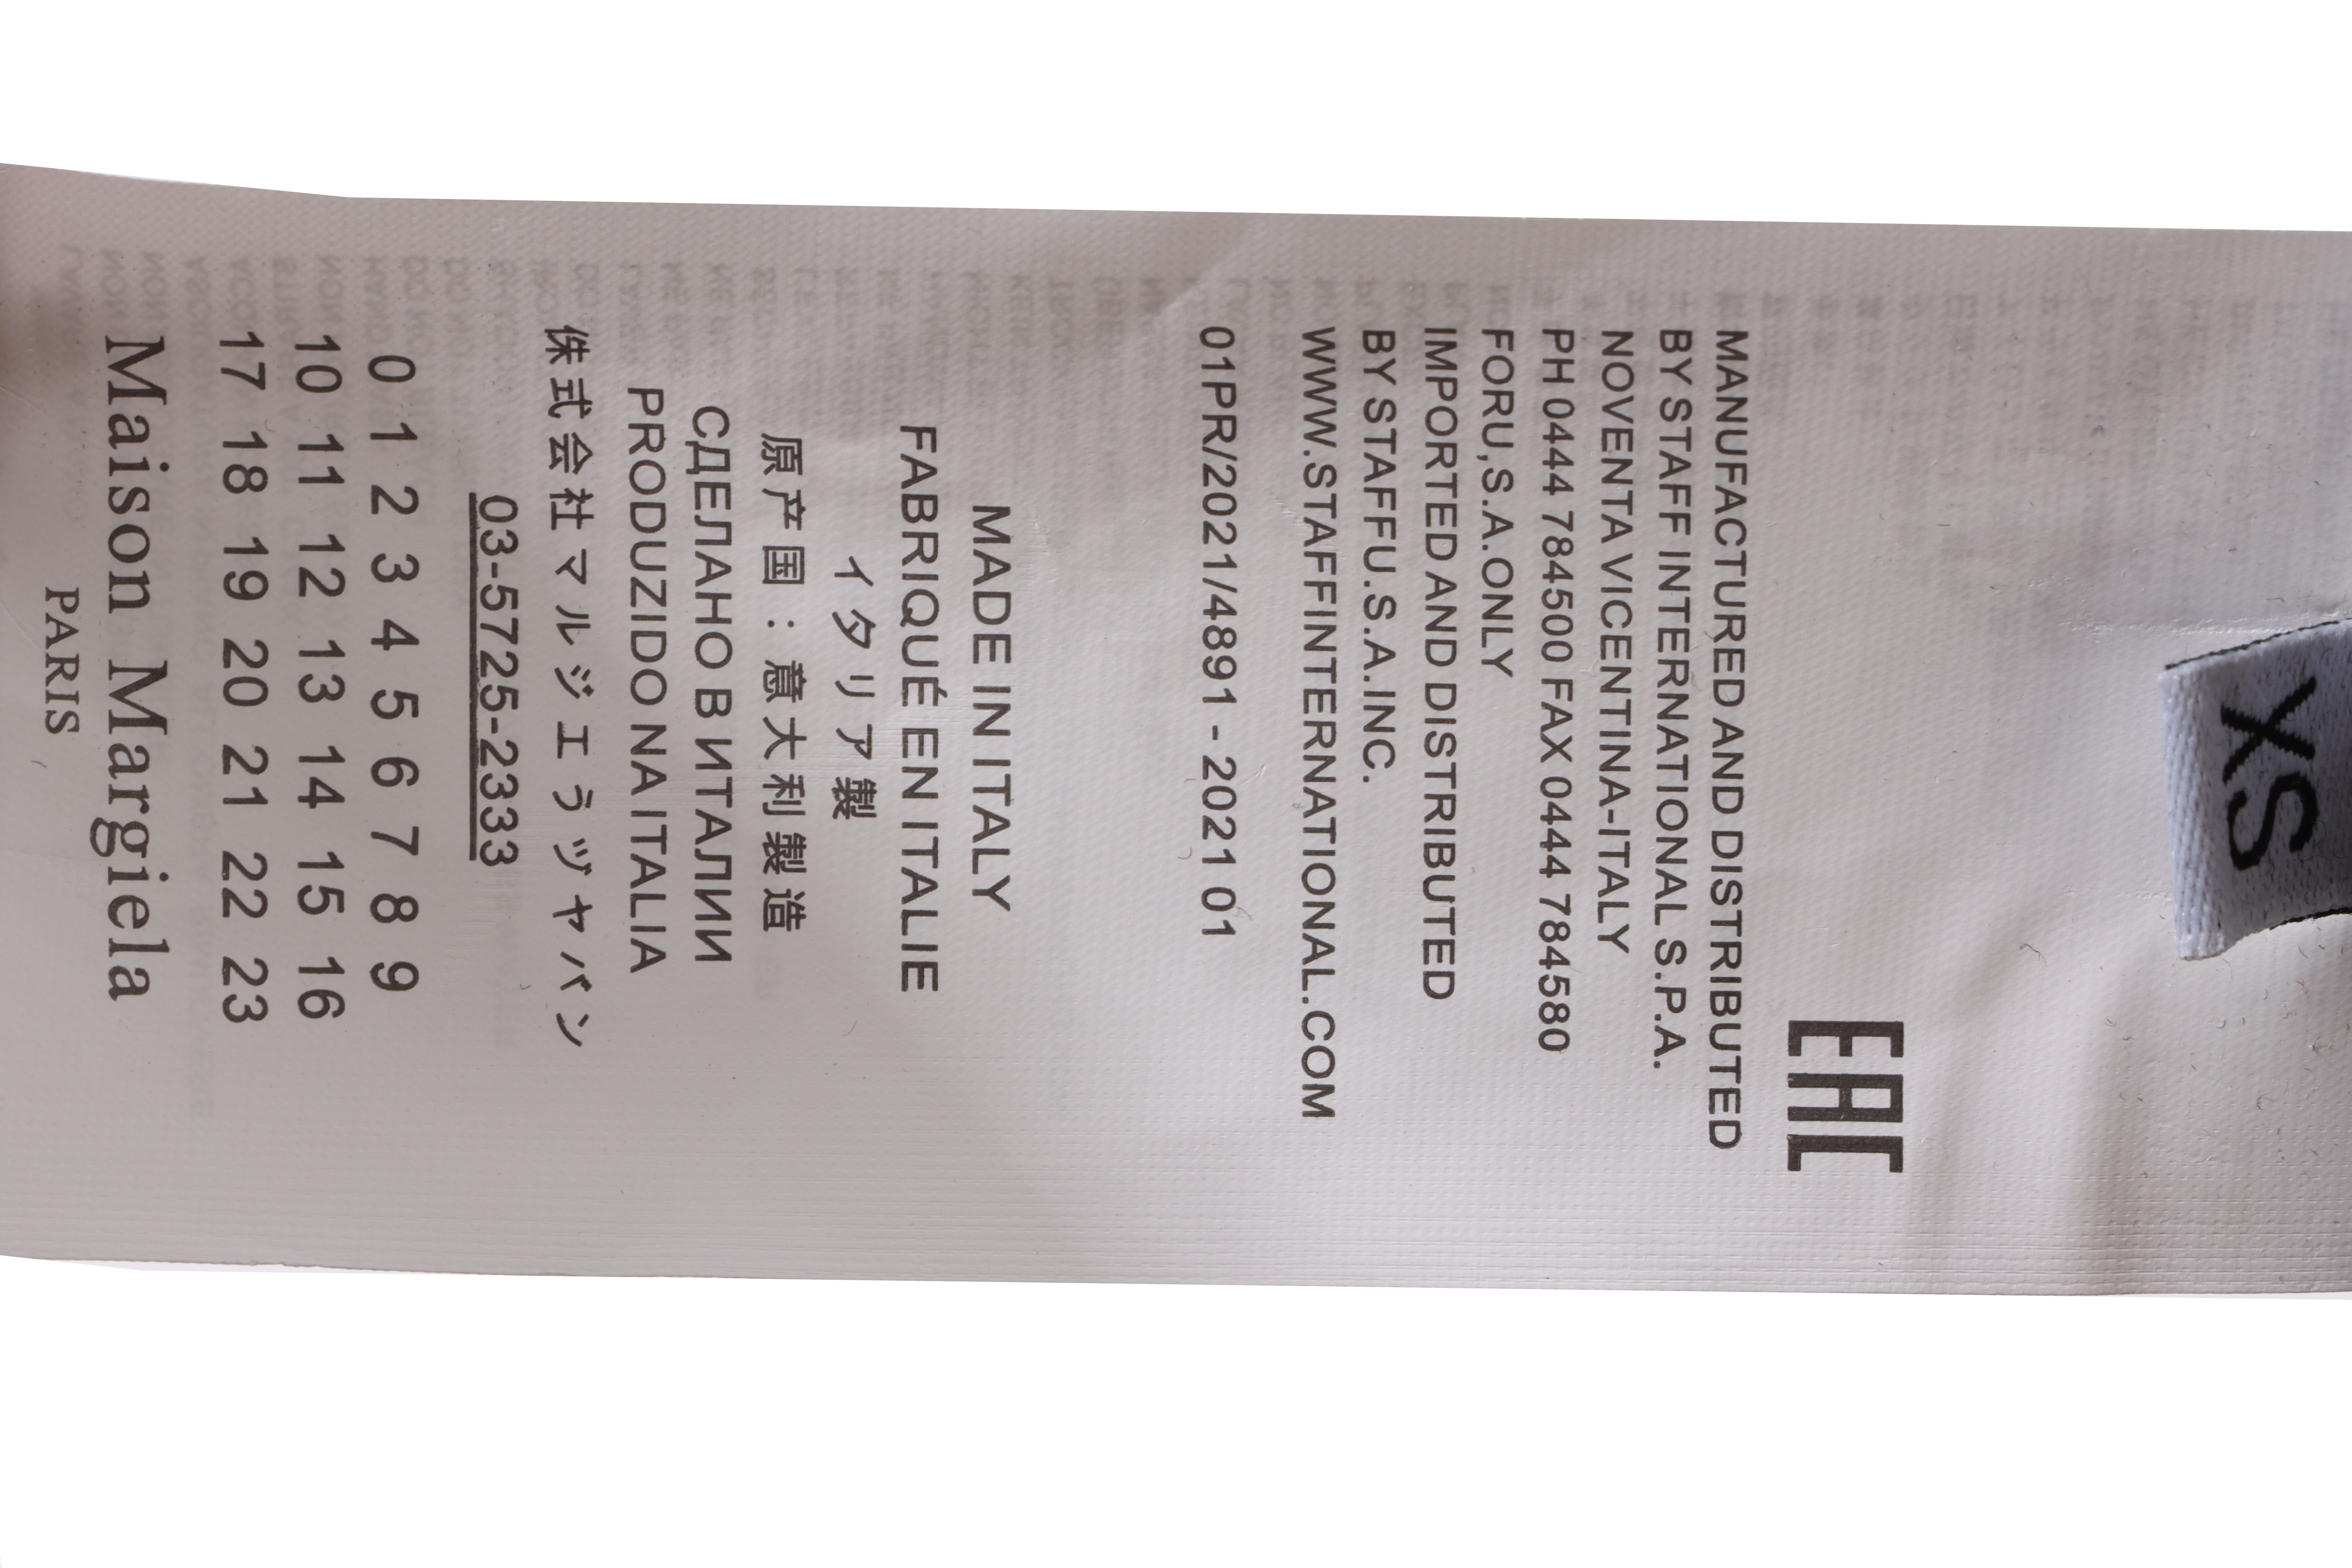 XS
EAC
MANUFACTURED AND DISTRIBUTED
BY STAFF INTERNATIONAL S.P.A.
NOVENTA VICENTINA-ITALY
PH 0444 784500 FAX 0444 784580
FORU,S.A.ONLY
IMPORTED AND DISTRIBUTED
BY STAFFU.S.A.INC.
WWW.STAFFINTERNATIONAL.COM
01PR/2021/4891 - 2021 01
MADE IN ITALY
FABRIQUÉ EN ITALIE
イタリア製
原产国：意大利製造
СДЕЛАНО В ИТАЛИИ
PRODUZIDO NA ITALIA
侏式会社マルジエうヅヤバン
03-5725-2333
0 1 2 3 4 5 6 7 8 9
10 11 12 13 14 15 16
17 18 19 20 21 22 23
Maison Margiela
PARIS